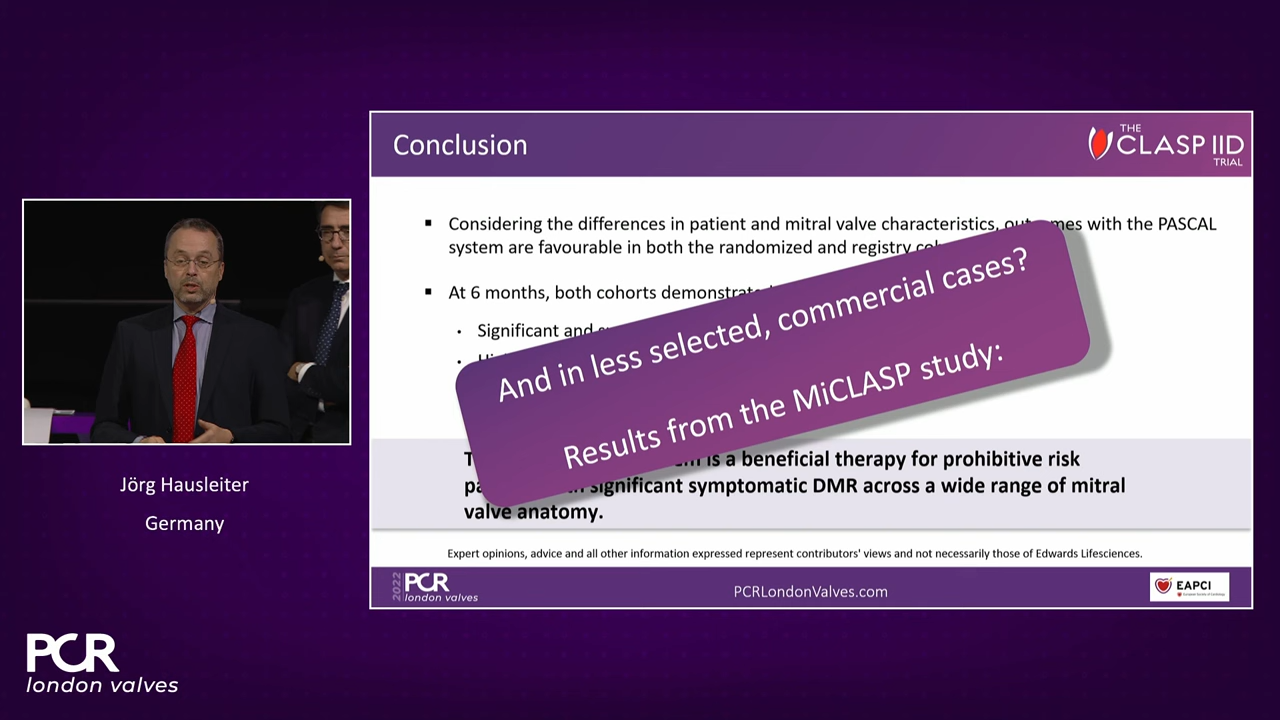 Conclusion
THE
CLASP IID
TRIAL
▪ Considering the differences in patient and mitral valve characteristics, outcomes with the PASCAL
system are favourable in both the randomized and registry
▪ At 6 months, both cohorts
• Significant and
And in less selected, commercial cases?
Results from the MiCLASP study:
is a beneficial therapy for prohibitive risk
significant symptomatic DMR across a wide range of mitral
valve anatomy.
Expert opinions, advice and all other information expressed represent contributors' views and not necessarily those of Edwards Lifesciences.
2022
PCR
london valves
PCRLondonValves.com
EAPCI
Jörg Hausleiter
Germany
PCR
london valves